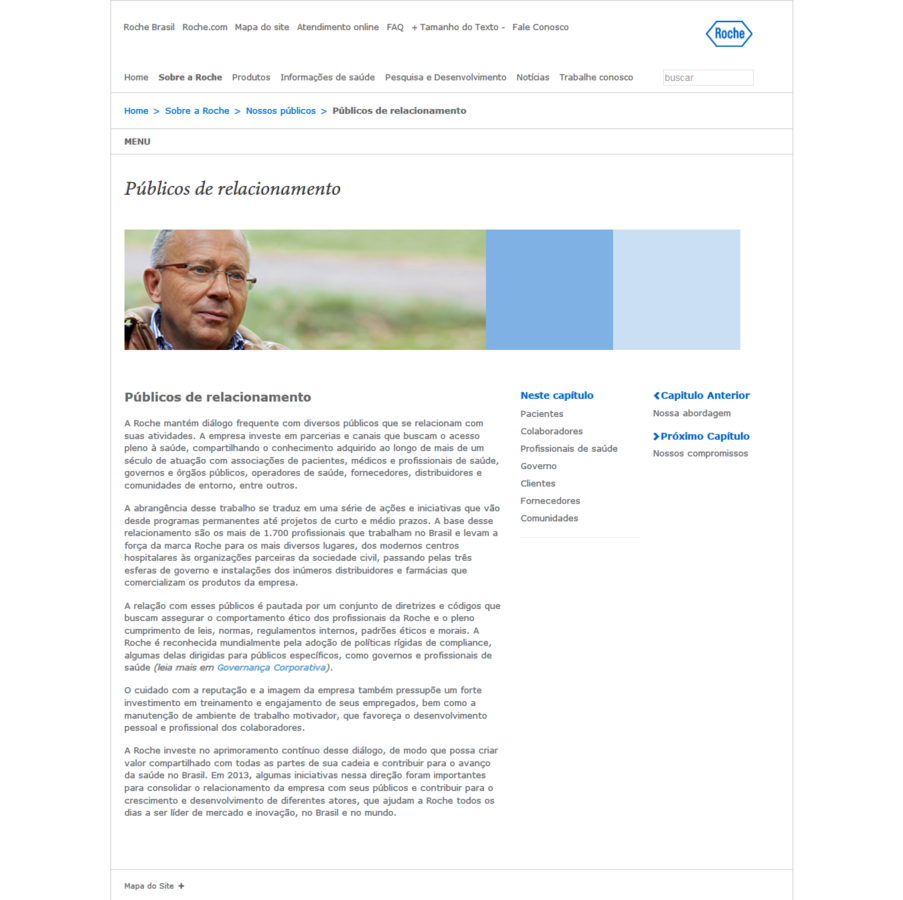 Roche Brasil Roche.com Mapa do site Atendimento online FAQ + Tamanho do Texto - Fale Conosco
Roche
Home Sobre a Roche Produtos Informações de saúde Pesquisa e Desenvolvimento Notícias Trabalhe conosco
buscar
Home > Sobre a Roche > Nossos públicos > Públicos de relacionamento
MENU
Públicos de relacionamento
Públicos de relacionamento
A Roche mantém diálogo frequente com diversos públicos que se relacionam com
suas atividades. A empresa investe em parcerias e canais que buscam o acesso
pleno à saúde, compartilhando o conhecimento adquirido ao longo de mais de um
século de atuação com associações de pacientes, médicos e profissionais de saúde,
governos e órgãos públicos, operadores de saúde, fornecedores, distribuidores e
comunidades de entorno, entre outros.
A abrangência desse trabalho se traduz em uma série de ações e iniciativas que vão
desde programas permanentes até projetos de curto e médio prazos. A base desse
relacionamento são os mais de 1.700 profissionais que trabalham no Brasil e levam a
força da marca Roche para os mais diversos lugares, dos modernos centros
hospitalares às organizações parceiras da sociedade civil, passando pelas três
esferas de governo e instalações dos inúmeros distribuidores e farmácias que
comercializam os produtos da empresa.
A relação com esses públicos é pautada por um conjunto de diretrizes e códigos que
buscam assegurar o comportamento ético dos profissionais da Roche e o pleno
cumprimento de leis, normas, regulamentos internos, padrões éticos e morais. A
Roche é reconhecida mundialmente pela adoção de políticas rígidas de compliance,
algumas delas dirigidas para públicos específicos, como governos e profissionais de
saúde (leia mais em Governança Corporativa).
O cuidado com a reputação e a imagem da empresa também pressupõe um forte
investimento em treinamento e engajamento de seus empregados, bem como a
manutenção de ambiente de trabalho motivador, que favoreça o desenvolvimento
pessoal e profissional dos colaboradores.
A Roche investe no aprimoramento contínuo desse diálogo, de modo que possa criar
valor compartilhado com todas as partes de sua cadeia e contribuir para o avanço
da saúde no Brasil. Em 2013, algumas iniciativas nessa direção foram importantes
para consolidar o relacionamento da empresa com seus públicos e contribuir para o
crescimento e desenvolvimento de diferentes atores, que ajudam a Roche todos os
dias a ser líder de mercado e inovação, no Brasil e no mundo.
Neste capítulo
Pacientes
Colaboradores
Profissionais de saúde
Governo
Clientes
Fornecedores
Comunidades
Capítulo Anterior
Nossa abordagem
Próximo Capítulo
Nossos compromissos
Mapa do Site +